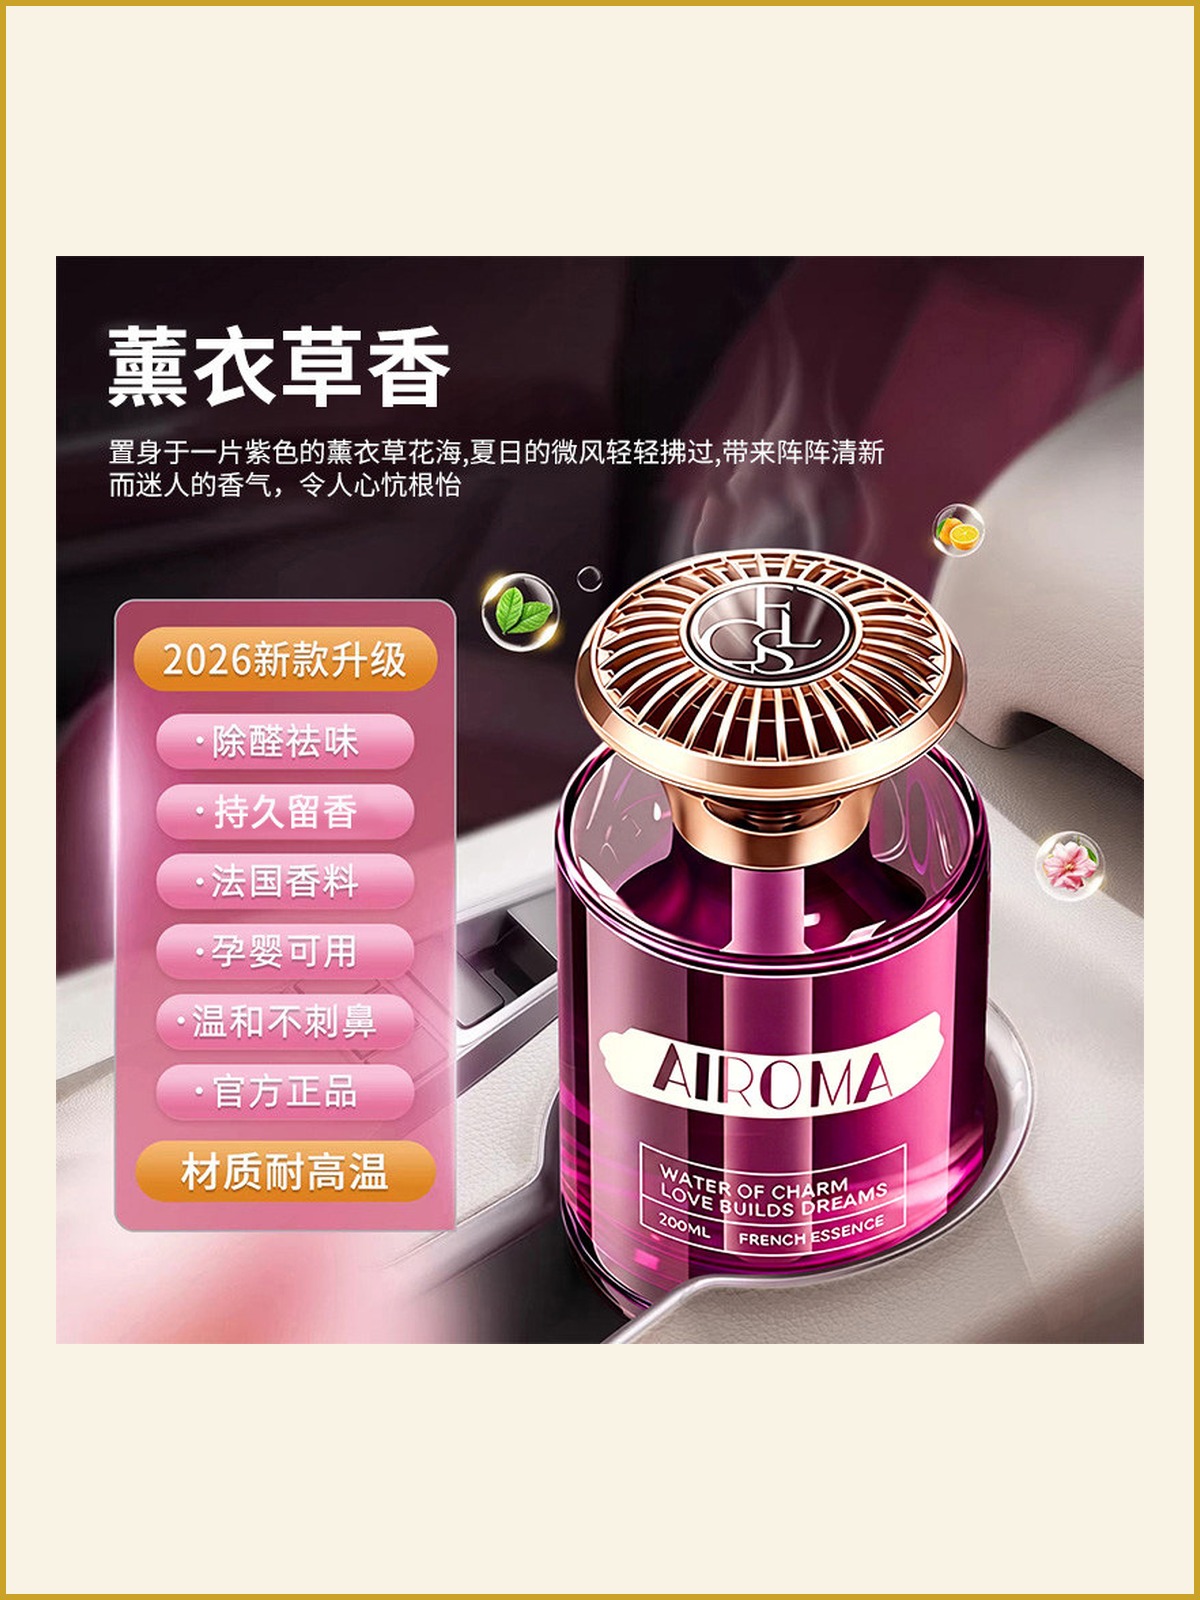 薰衣草香
置身于一片紫色的薰衣草花海,夏日的微风轻轻拂过,带来阵阵清新
而迷人的香气，令人心忼根怡
2026新款升级
·除醛祛味
·持久留香
·法国香料
·孕婴可用
·温和不刺鼻
·官方正品
材质耐高温
AIROMA
WATER OF CHARM
LOVE BUILDS DREAMS
200ML
FRENCH ESSENCE